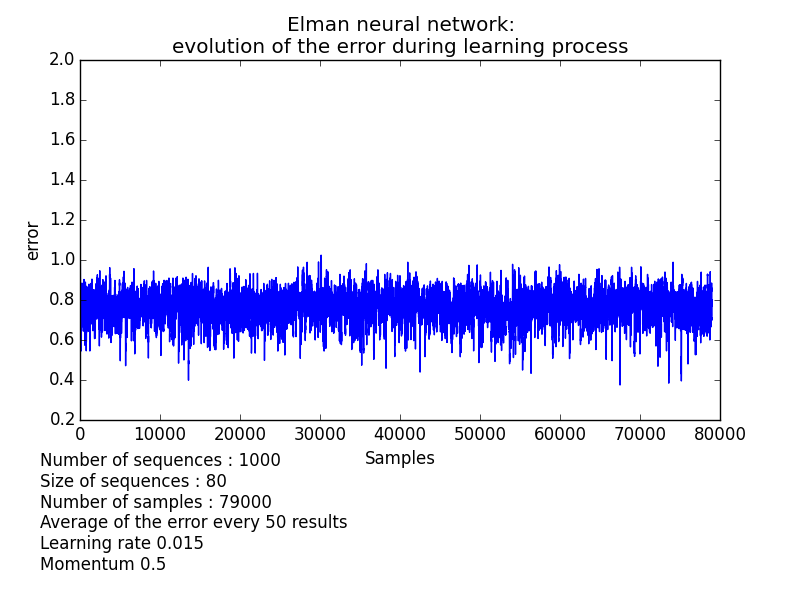 Elman neural network:
evolution of the error during learning process
2.0
1.8
1.6
1.4
1.2
1.0
0.8
0.6
0.4
0.2
error
0 10000 20000 30000 40000 50000 60000 70000 80000
Samples
Number of sequences : 1000
Size of sequences : 80
Number of samples : 79000
Average of the error every 50 results
Learning rate 0.015
Momentum 0.5